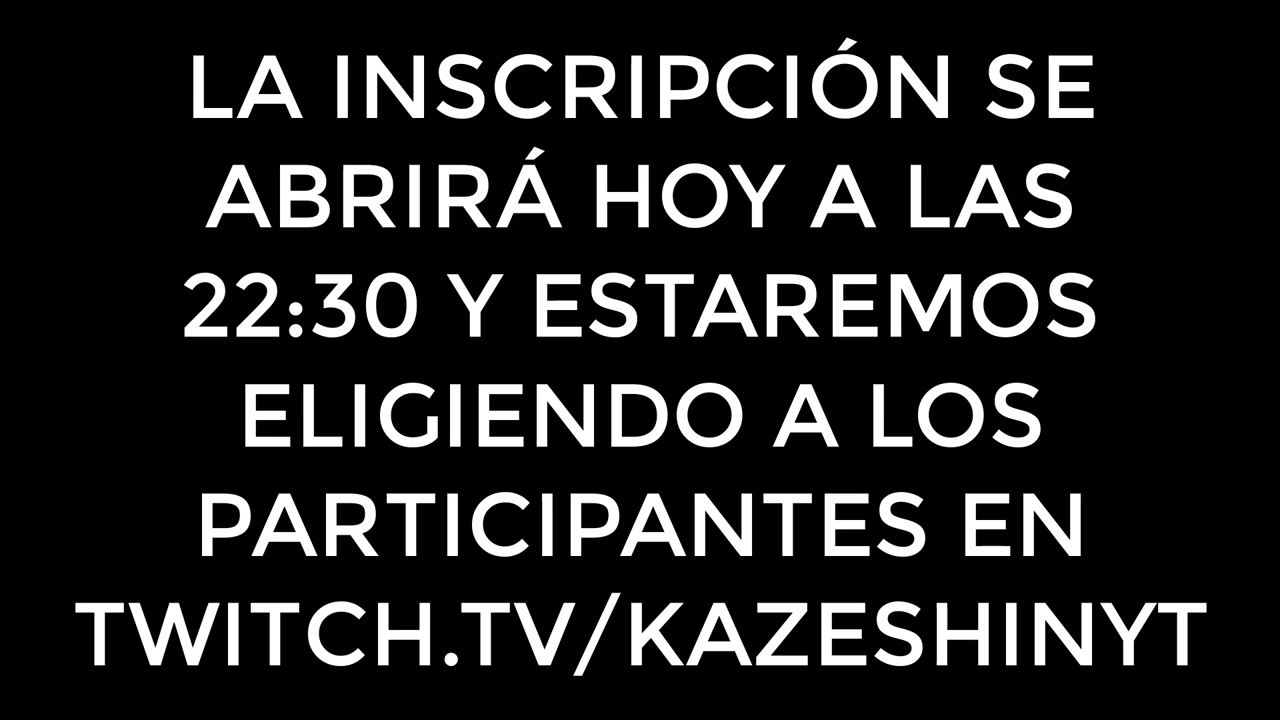 LA INSCRIPCIÓN SE
ABRIRÁ HOY A LAS
22:30 Y ESTAREMOS
ELIGIENDO A LOS
PARTICIPANTES EN
TWITCH.TV/KAZESHINYT